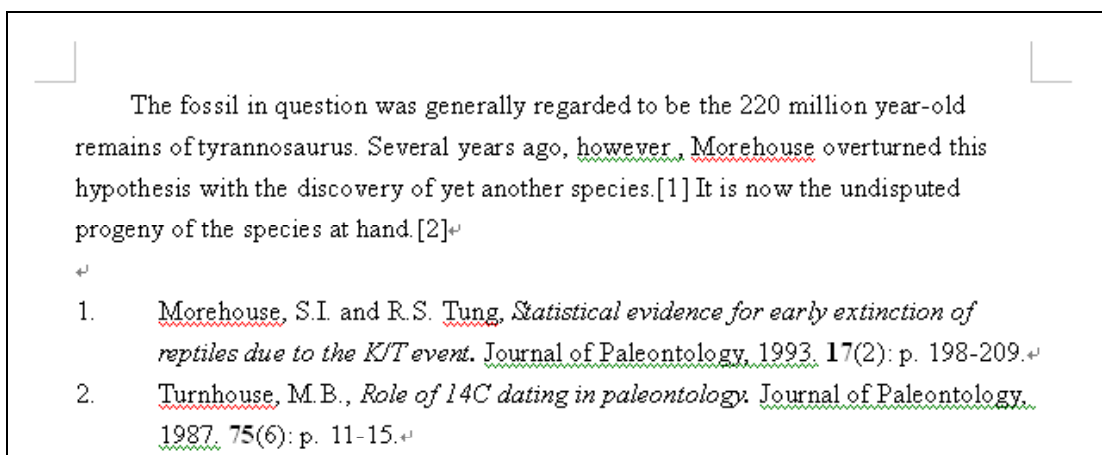 The fossil in question was generally regarded to be the 220 million year-old
remains of tyrannosaurus. Several years ago, however , Morehouse overturned this
hypothesis with the discovery of yet another species.[1] It is now the undisputed
progeny of the species at hand.[2]↵
↵
1. Morehouse, S.I. and R.S. Tung, Statistical evidence for early extinction of
reptiles due to the K/T event. Journal of Paleontology, 1993. 17(2): p. 198-209.↵
2. Turnhouse, M.B., Role of 14C dating in paleontology. Journal of Paleontology,
1987. 75(6): p. 11-15.↵